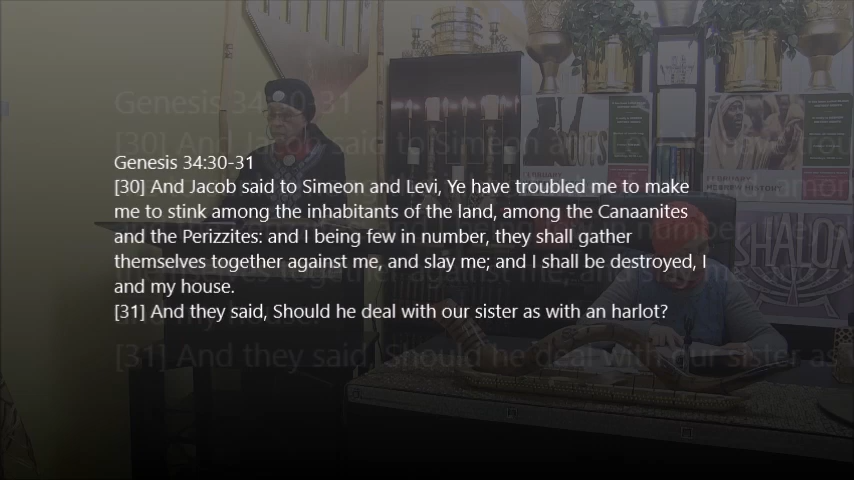 Genesis 34:30-31
[30] And Jacob said to Simeon and Levi, Ye have troubled me to make
me to stink among the inhabitants of the land, among the Canaanites
and the Perizzites: and I being few in number, they shall gather
themselves together against me, and slay me; and I shall be destroyed, I
and my house.
[31] And they said, Should he deal with our sister as with an harlot?
SHALOM